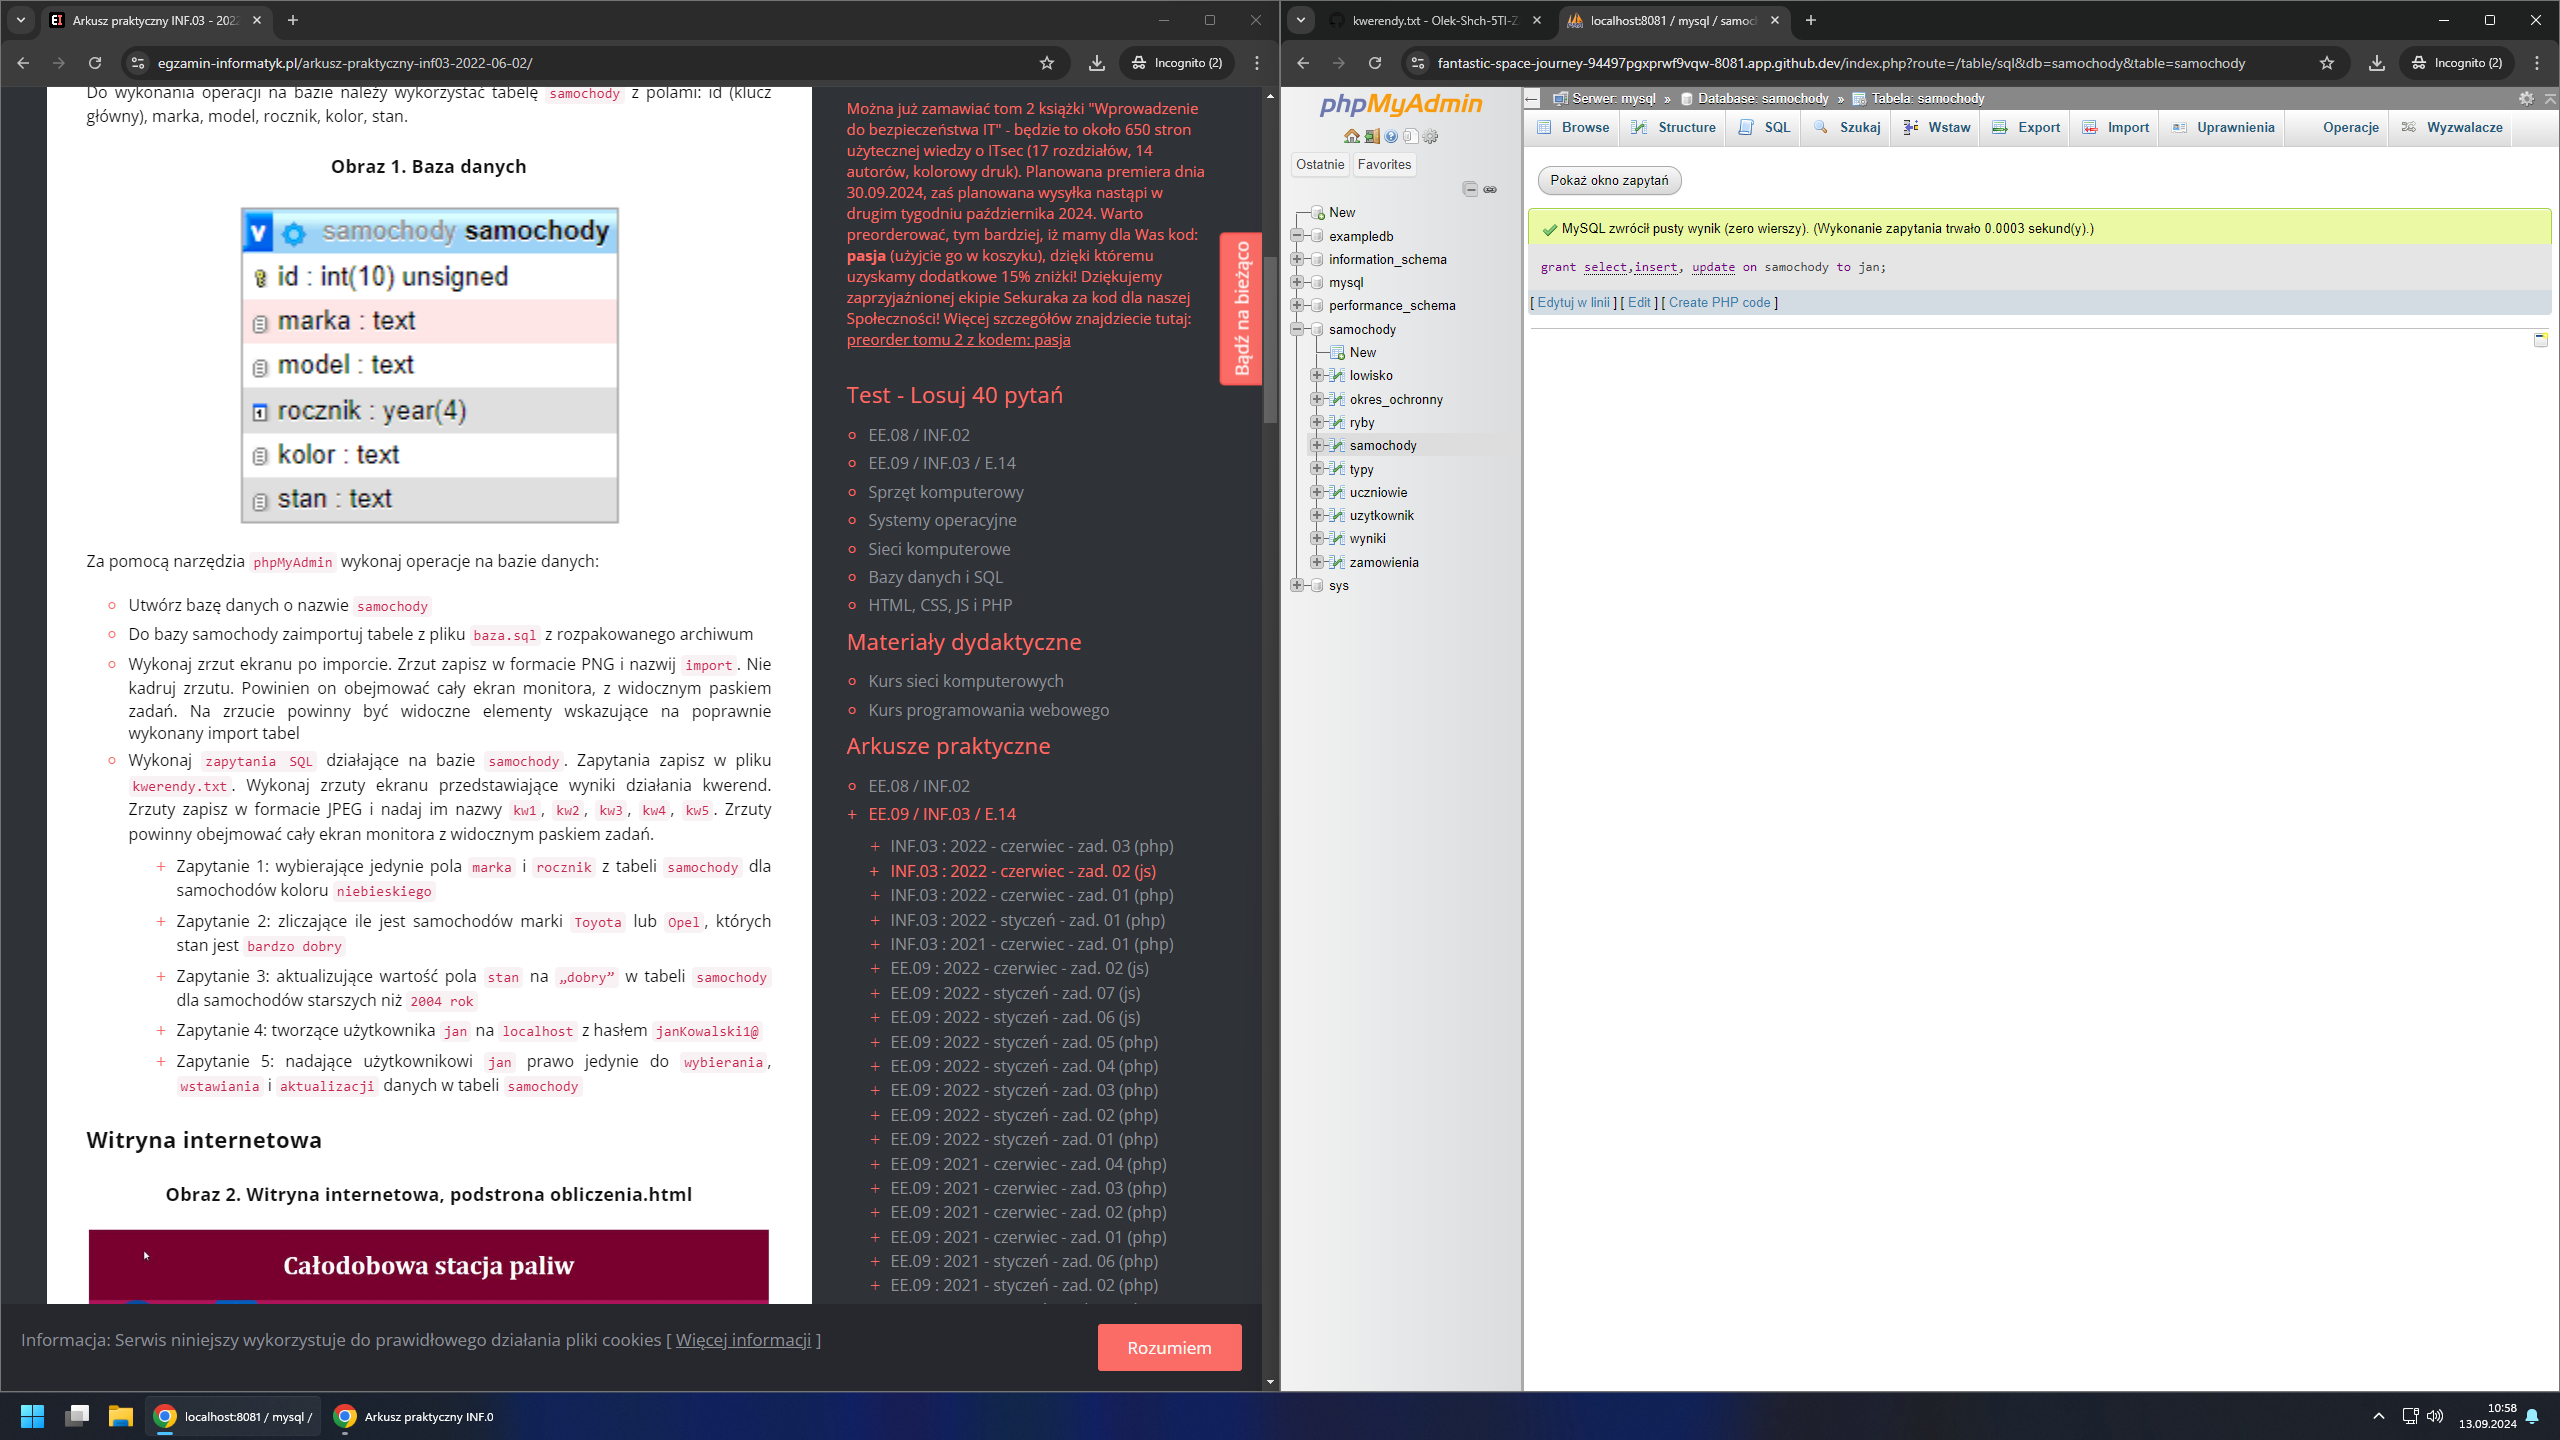 Arkusz praktyczny INF.03 - 2022
egzamin-informatyk.pl/arkusz-praktyczny-inf03-2022-06-02/
Incognito (2)
Do wykonania operacji na bazie należy wykorzystać tabelę samochody z polami: id (klucz
główny), marka, model, rocznik, kolor, stan.
Obraz 1. Baza danych
samochody samochody
id : int(10) unsigned
marka : text
model : text
rocznik : year(4)
kolor : text
stan : text
Za pomocą narzędzia phpMyAdmin wykonaj operacje na bazie danych:
Utwórz bazę danych o nazwie samochody
Do bazy samochody zaimportuj tabele z pliku baza.sql z rozpakowanego archiwum
Wykonaj zrzut ekranu po imporcie. Zrzut zapisz w formacie PNG i nazwij import. Nie
kadruj zrzutu. Powinien on obejmować cały ekran monitora, z widocznym paskiem
zadań. Na zrzucie powinny być widoczne elementy wskazujące na poprawnie
wykonany import tabel
Wykonaj zapytania SQL działające na bazie samochody. Zapytania zapisz w pliku
kwerendy.txt. Wykonaj zrzuty ekranu przedstawiające wyniki działania kwerend.
Zrzuty zapisz w formacie JPEG i nadaj im nazwy kw1, kw2, kw3, kw4, kw5. Zrzuty
powinny obejmować cały ekran monitora z widocznym paskiem zadań.
+ Zapytanie 1: wybierające jedynie pola marka i rocznik z tabeli samochody dla
samochodów koloru niebieskiego
+ Zapytanie 2: zliczające ile jest samochodów marki Toyota lub Opel, których
stan jest bardzo dobry
+ Zapytanie 3: aktualizujące wartość pola stan na „dobry” w tabeli samochody
dla samochodów starszych niż 2004 rok
+ Zapytanie 4: tworzące użytkownika jan na localhost z hasłem janKowalski1@
+ Zapytanie 5: nadające użytkownikowi jan prawo jedynie do wybierania,
wstawiania i aktualizacji danych w tabeli samochody
Witryna internetowa
Obraz 2. Witryna internetowa, podstrona obliczenia.html
Całodobowa stacja paliw
Można już zamawiać tom 2 książki "Wprowadzenie
do bezpieczeństwa IT" - będzie to około 650 stron
użytecznej wiedzy o ITsec (17 rozdziałów, 14
autorów, kolorowy druk). Planowana premiera dnia
30.09.2024, zaś planowana wysyłka nastąpi w
drugim tygodniu października 2024. Warto
preorderować, tym bardziej, iż mamy dla Was kod:
pasja (użyjcie go w koszyku), dzięki któremu
uzyskamy dodatkowe 15% zniżki! Dziękujemy
zaprzyjaźnionej ekipie Sekuraka za kod dla naszej
Społeczności! Więcej szczegółów znajdziecie tutaj:
preorder tomu 2 z kodem: pasja
Bądź na bieżąco
Test - Losuj 40 pytań
EE.08 / INF.02
EE.09 / INF.03 / E.14
Sprzęt komputerowy
Systemy operacyjne
Sieci komputerowe
Bazy danych i SQL
HTML, CSS, JS i PHP
Materiały dydaktyczne
Kurs sieci komputerowych
Kurs programowania webowego
Arkusze praktyczne
EE.08 / INF.02
+ EE.09 / INF.03 / E.14
+ INF.03 : 2022 - czerwiec - zad. 03 (php)
+ INF.03 : 2022 - czerwiec - zad. 02 (js)
+ INF.03 : 2022 - czerwiec - zad. 01 (php)
+ INF.03 : 2022 - styczeń - zad. 01 (php)
+ INF.03 : 2021 - czerwiec - zad. 01 (php)
+ EE.09 : 2022 - czerwiec - zad. 02 (js)
+ EE.09 : 2022 - styczeń - zad. 07 (js)
+ EE.09 : 2022 - styczeń - zad. 06 (js)
+ EE.09 : 2022 - styczeń - zad. 05 (php)
+ EE.09 : 2022 - styczeń - zad. 04 (php)
+ EE.09 : 2022 - styczeń - zad. 03 (php)
+ EE.09 : 2022 - styczeń - zad. 02 (php)
+ EE.09 : 2022 - styczeń - zad. 01 (php)
+ EE.09 : 2021 - czerwiec - zad. 04 (php)
+ EE.09 : 2021 - czerwiec - zad. 03 (php)
+ EE.09 : 2021 - czerwiec - zad. 02 (php)
+ EE.09 : 2021 - czerwiec - zad. 01 (php)
+ EE.09 : 2021 - styczeń - zad. 06 (php)
+ EE.09 : 2021 - styczeń - zad. 02 (php)
Informacja: Serwis niniejszy wykorzystuje do prawidłowego działania pliki cookies [ Więcej informacji ]
Rozumiem
kwerendy.txt - Olek-Shch-5TI-Z
localhost:8081 / mysql / samoc
fantastic-space-journey-94497pgxprwf9vqw-8081.app.github.dev/index.php?route=/table/sql&db=samochody&table=samochody
Incognito (2)
phpMyAdmin
Ostatnie Favorites
New
exampledb
information_schema
mysql
performance_schema
samochody
New
lowisko
okres_ochronny
ryby
samochody
typy
uczniowie
uzytkownik
wyniki
zamowienia
sys
Serwer: mysql » Database: samochody » Tabela: samochody
Browse Structure SQL Szukaj Wstaw Export Import Uprawnienia Operacje Wyzwalacze
Pokaż okno zapytań
MySQL zwrócił pusty wynik (zero wierszy). (Wykonanie zapytania trwało 0.0003 sekund(y).)
grant select,insert, update on samochody to jan;
[ Edytuj w linii ] [ Edit ] [ Create PHP code ]
localhost:8081 / mysql /
Arkusz praktyczny INF.0
10:58
13.09.2024